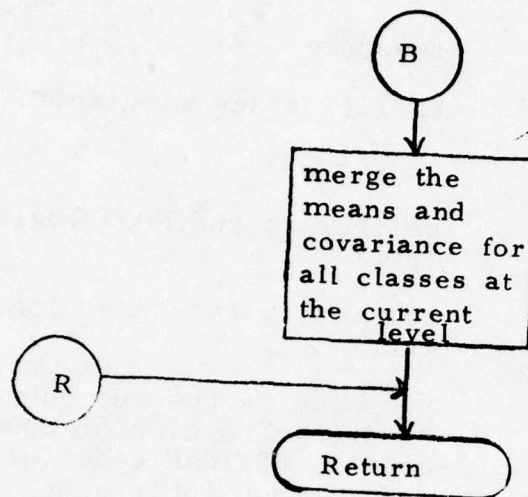 B
merge the
means and
covariance for
all classes at
the current
level
R
Return